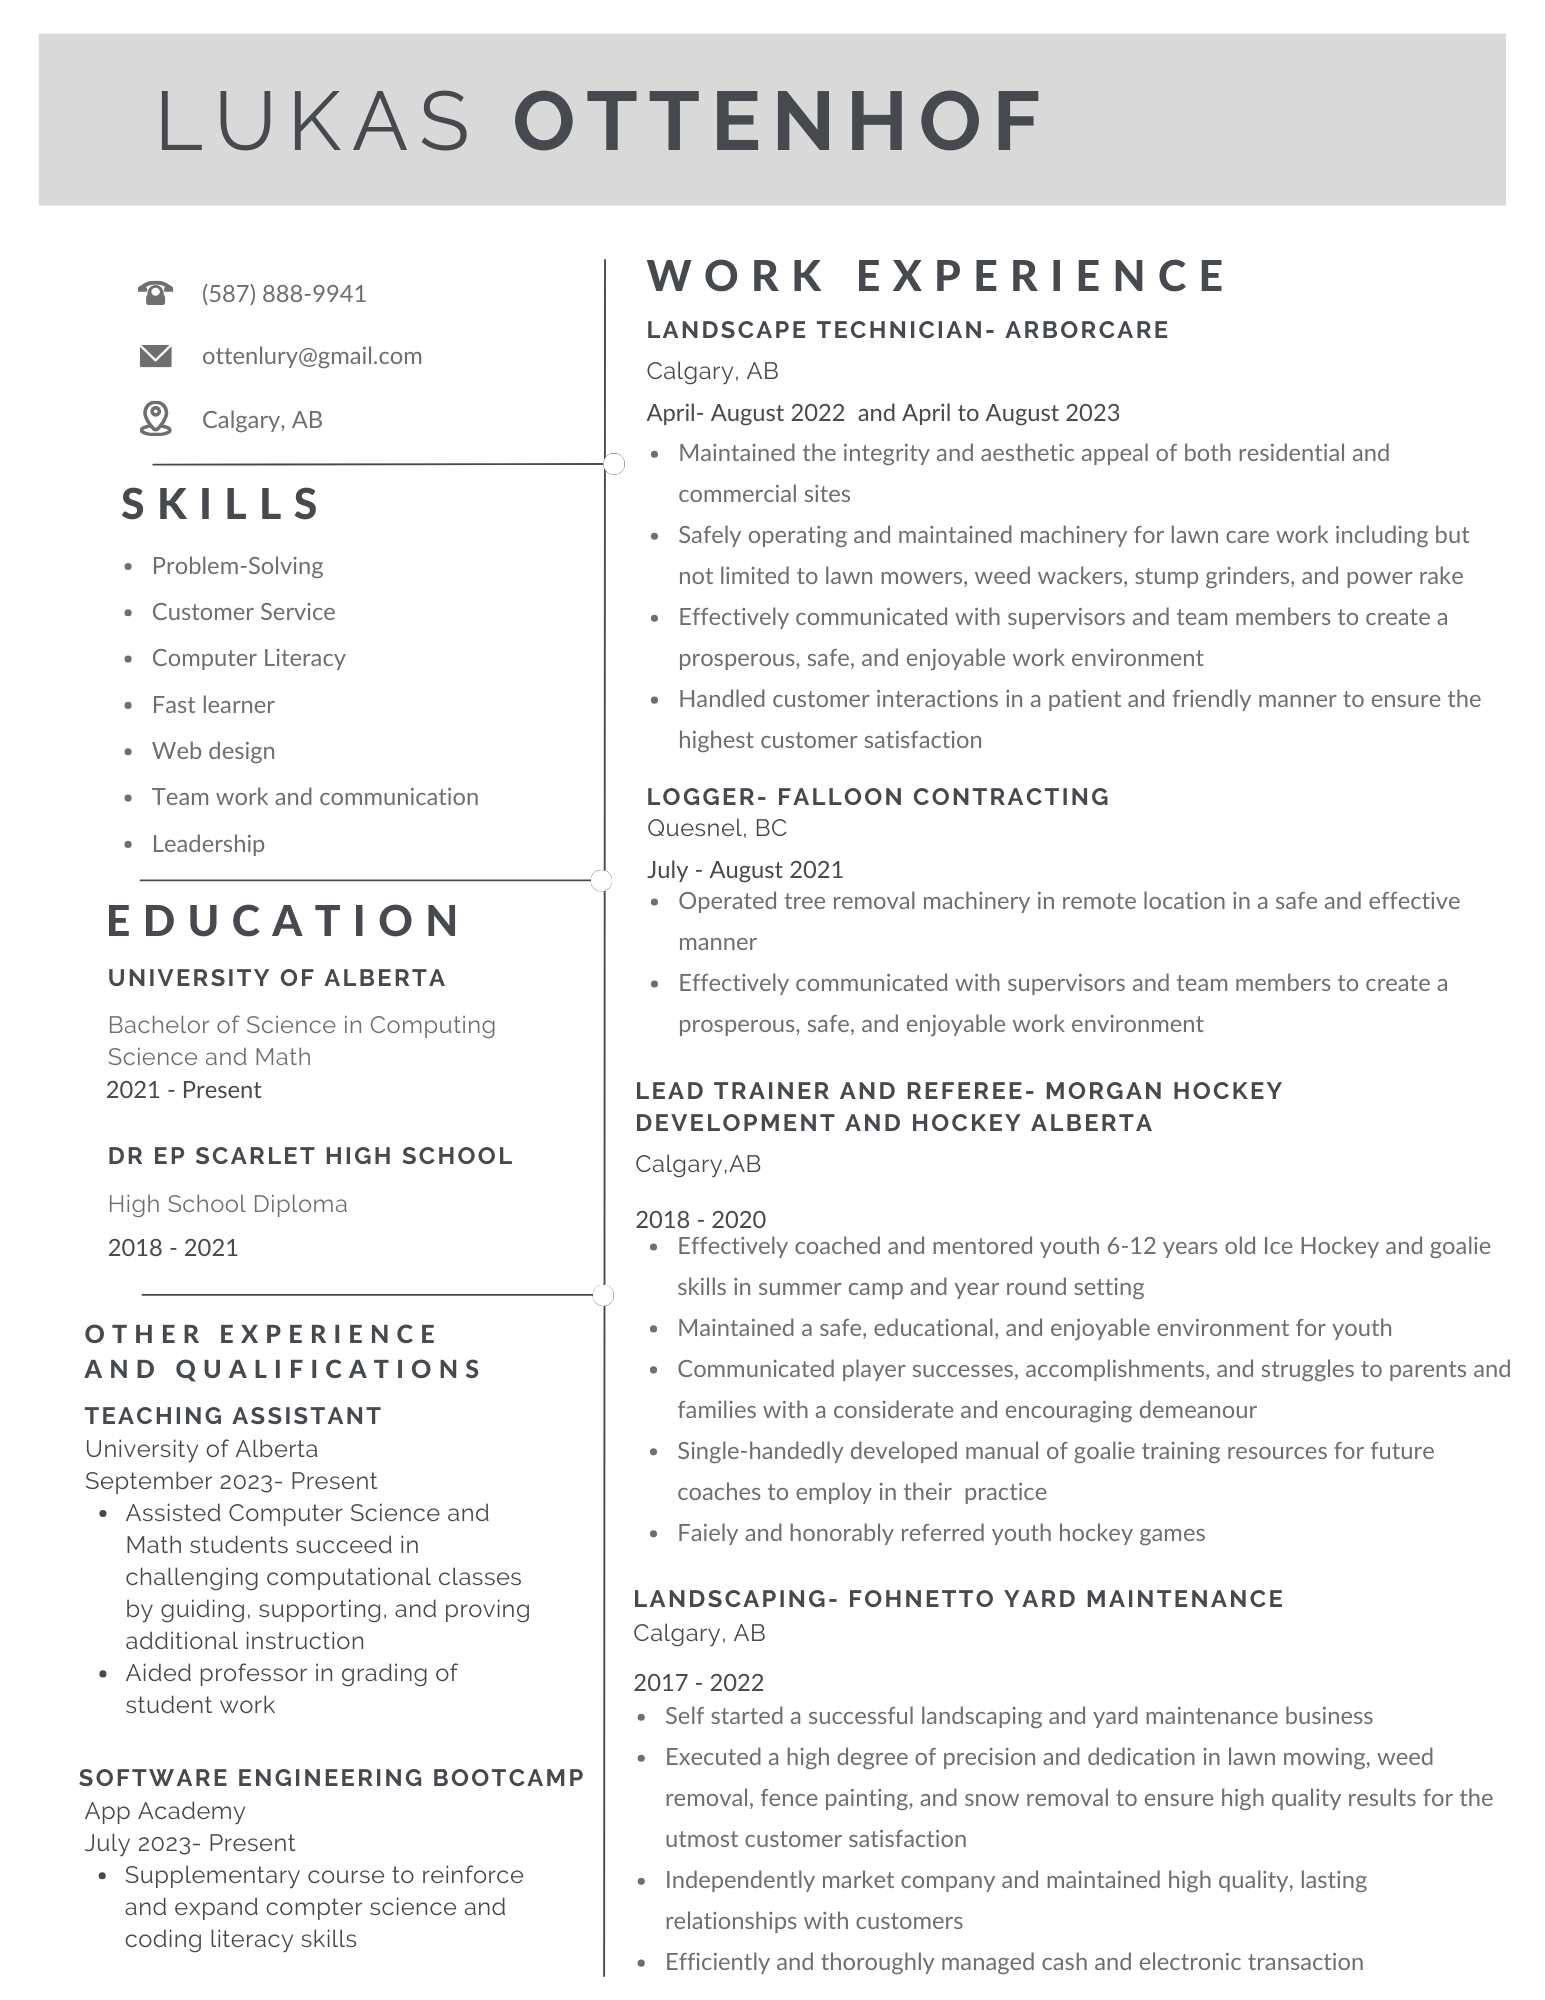 LUKAS OTTENHOF
(587) 888-9941
ottenlury@gmail.com
Calgary, AB
SKILLS
• Problem-Solving
• Customer Service
• Computer Literacy
• Fast learner
• Web design
• Team work and communication
• Leadership
EDUCATION
UNIVERSITY OF ALBERTA
Bachelor of Science in Computing
Science and Math
2021 - Present
DR EP SCARLET HIGH SCHOOL
High School Diploma
2018 - 2021
OTHER EXPERIENCE
AND QUALIFICATIONS
TEACHING ASSISTANT
University of Alberta
September 2023- Present
• Assisted Computer Science and
Math students succeed in
challenging computational classes
by guiding, supporting, and proving
additional instruction
• Aided professor in grading of
student work
SOFTWARE ENGINEERING BOOTCAMP
App Academy
July 2023- Present
• Supplementary course to reinforce
and expand compter science and
coding literacy skills
WORK EXPERIENCE
LANDSCAPE TECHNICIAN- ARBORCARE
Calgary, AB
April- August 2022  and April to August 2023
• Maintained the integrity and aesthetic appeal of both residential and
commercial sites
• Safely operating and maintained machinery for lawn care work including but
not limited to lawn mowers, weed wackers, stump grinders, and power rake
• Effectively communicated with supervisors and team members to create a
prosperous, safe, and enjoyable work environment
• Handled customer interactions in a patient and friendly manner to ensure the
highest customer satisfaction
LOGGER- FALLOON CONTRACTING
Quesnel, BC
July - August 2021
• Operated tree removal machinery in remote location in a safe and effective
manner
• Effectively communicated with supervisors and team members to create a
prosperous, safe, and enjoyable work environment
LEAD TRAINER AND REFEREE- MORGAN HOCKEY
DEVELOPMENT AND HOCKEY ALBERTA
Calgary,AB
2018 - 2020
• Effectively coached and mentored youth 6-12 years old Ice Hockey and goalie
skills in summer camp and year round setting
• Maintained a safe, educational, and enjoyable environment for youth
• Communicated player successes, accomplishments, and struggles to parents and
families with a considerate and encouraging demeanour
• Single-handedly developed manual of goalie training resources for future
coaches to employ in their  practice
• Faiely and honorably referred youth hockey games
LANDSCAPING- FOHNETTO YARD MAINTENANCE
Calgary, AB
2017 - 2022
• Self started a successful landscaping and yard maintenance business
• Executed a high degree of precision and dedication in lawn mowing, weed
removal, fence painting, and snow removal to ensure high quality results for the
utmost customer satisfaction
• Independently market company and maintained high quality, lasting
relationships with customers
• Efficiently and thoroughly managed cash and electronic transaction